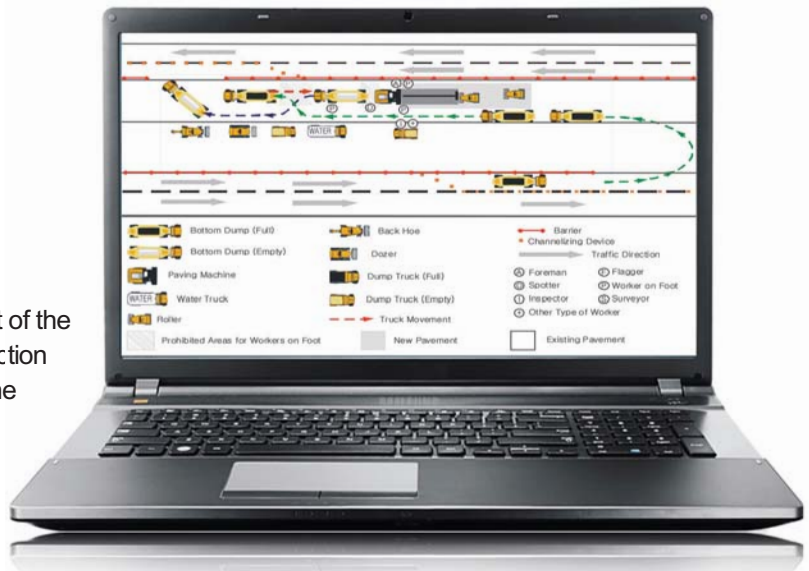 WATER
Bottom Dump (Full)
Bottom Dump (Empty)
Paving Machine
WATER Water Truck
Roller
Prohibited Areas for Workers on Foot
Back Hoe
Dozer
Dump Truck (Full)
Dump Truck (Empty)
Truck Movement
New Pavement
Barrier
Channelizing Device
Traffic Direction
A Foreman
F Flagger
P Worker on Foot
I Inspector
S Surveyor
Spotter
Other Type of Worker
Existing Pavement
t of the
ction
ne